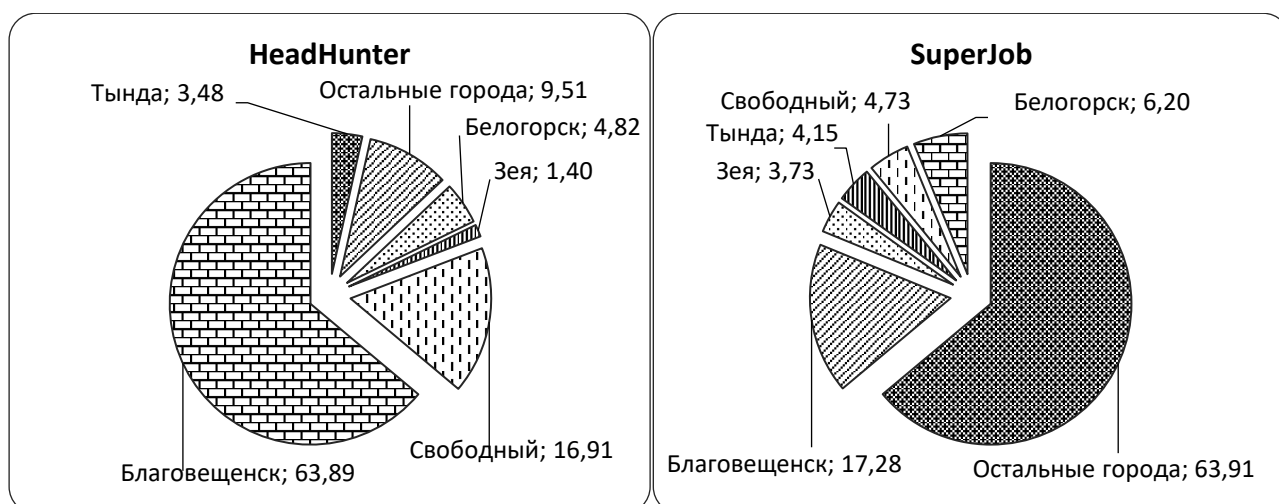 HeadHunter
Тында; 3,48
Остальные города; 9,51
Белогорск; 4,82
Зея; 1,40
Свободный; 16,91
Благовещенск; 63,89
SuperJob
Свободный; 4,73
Белогорск; 6,20
Тында; 4,15
Зея; 3,73
Благовещенск; 17,28
Остальные города; 63,91